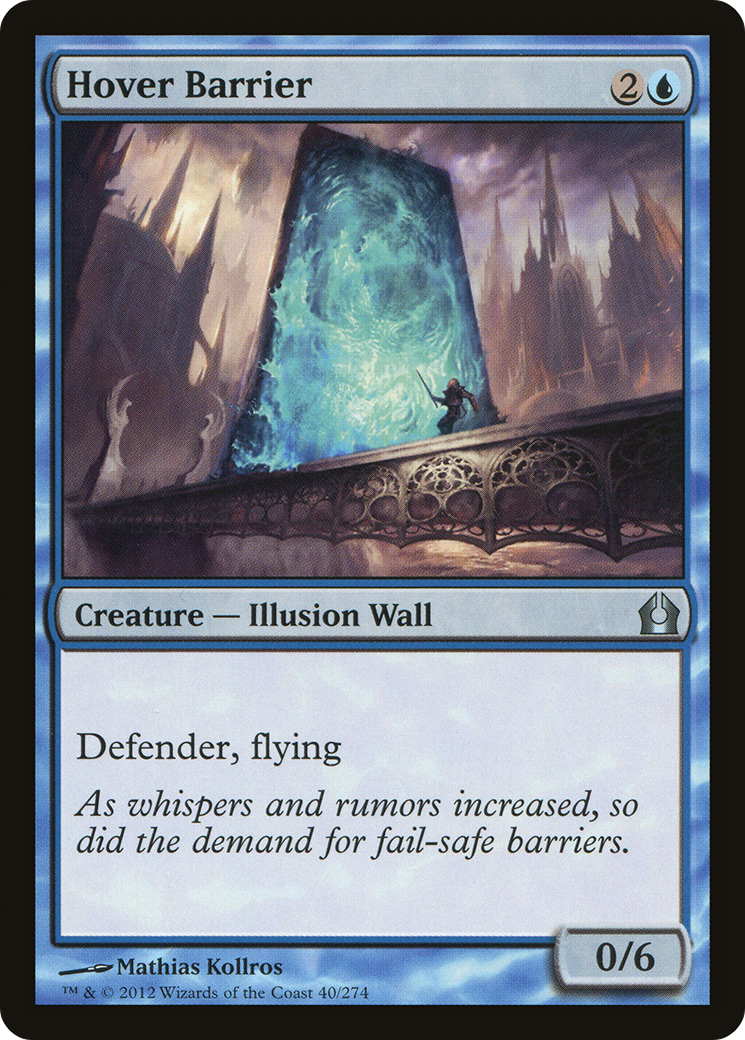 Hover Barrier 2
Creature — Illusion Wall
Defender, flying
As whispers and rumors increased, so
did the demand for fail-safe barriers.
0/6
Mathias Kollros
™ & © 2012 Wizards of the Coast 40/274